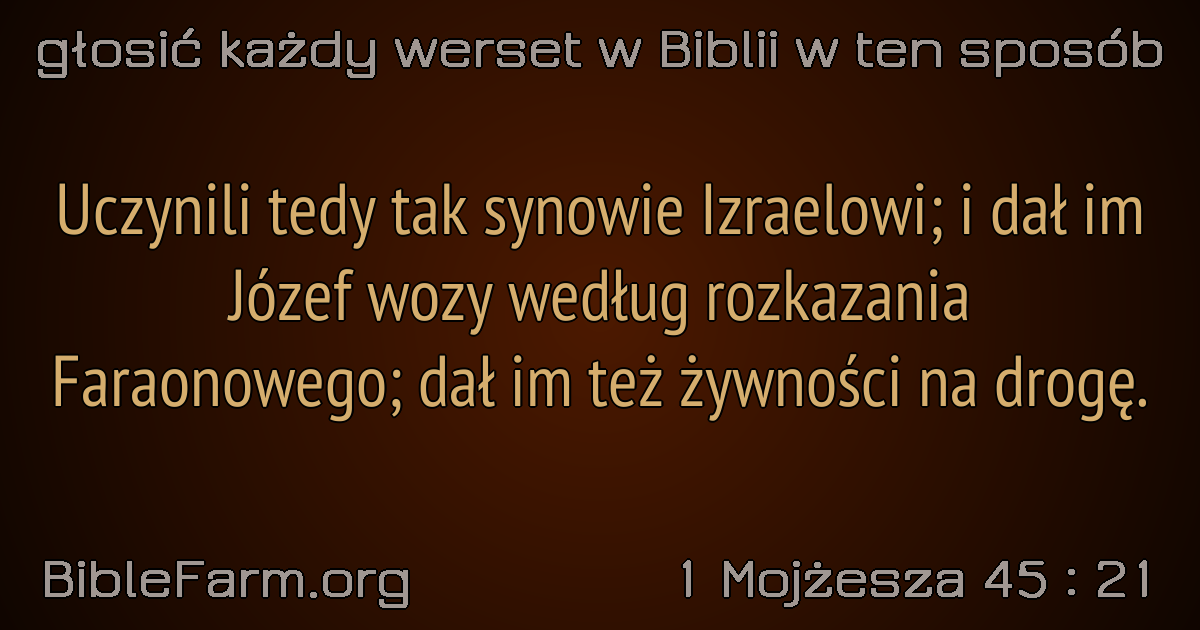 głosić każdy werset w Biblii w ten sposób
Uczynili tedy tak synowie Izraelowi; i dał im
Józef wozy według rozkazania
Faraonowego; dał im też żywności na drogę.
BibleFarm.org
1 Mojżesza 45 : 21